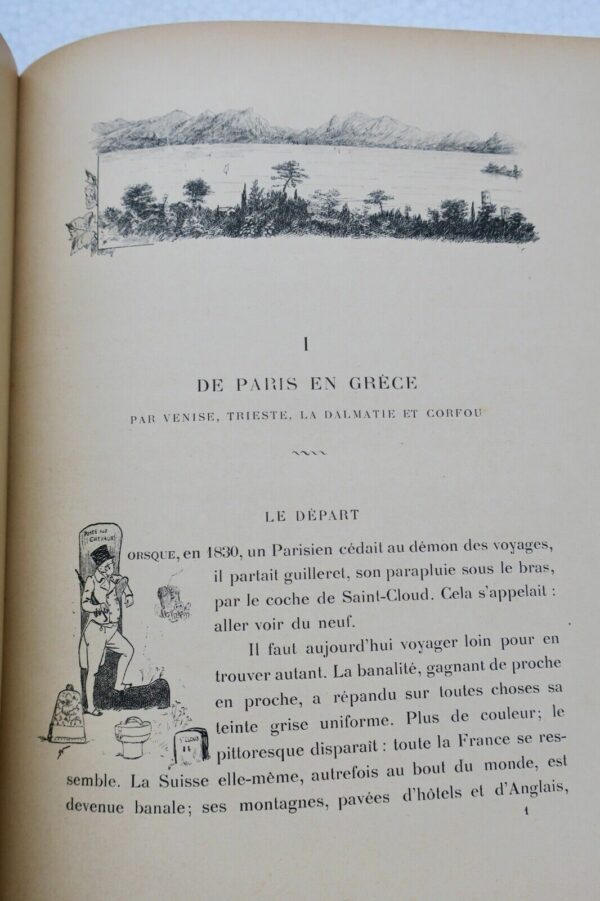 I
DE PARIS EN GRÈCE
PAR VENISE, TRIESTE, LA DALMATIE ET CORFOU
LE DÉPART
POSTE AUX
CHEVAUX
LORSQUE, en 1830, un Parisien cédait au démon des voyages,
il partait guilleret, son parapluie sous le bras,
par le coche de Saint-Cloud. Cela s'appelait :
aller voir du neuf.
Il faut aujourd'hui voyager loin pour en
trouver autant. La banalité, gagnant de proche
en proche, a répandu sur toutes choses sa
teinte grise uniforme. Plus de couleur; le
pittoresque disparait : toute la France se res-
semble. La Suisse elle-même, autrefois au bout du monde, est
devenue banale; ses montagnes, pavées d'hôtels et d'Anglais,
1